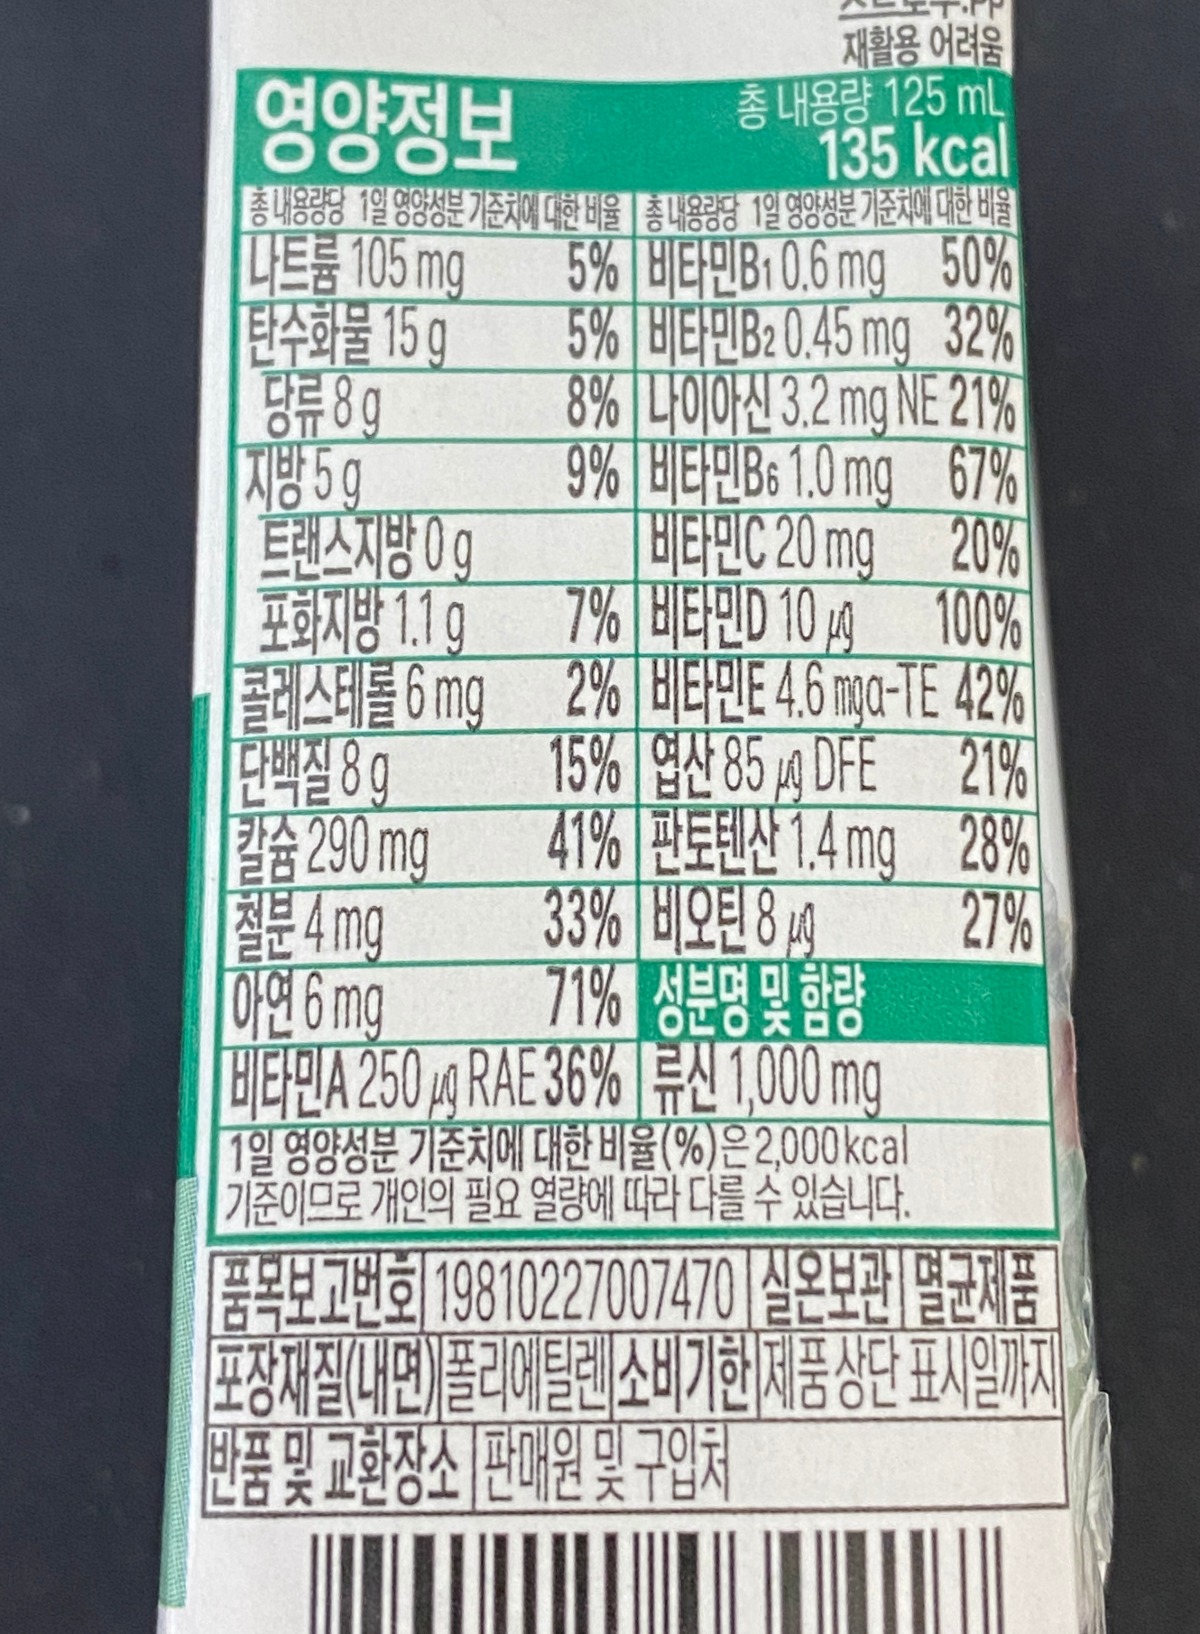 재활용 어려움
영양정보
총 내용량 125 mL
135 kcal
총 내용량당 1일 영양성분 기준치에 대한 비율 총 내용량당 1일 영양성분 기준치에 대한 비율
나트륨 105 mg 5% 비타민B1 0.6 mg 50%
탄수화물 15 g 5% 비타민B2 0.45 mg 32%
당류 8 g 8% 나이아신 3.2 mg NE 21%
지방 5 g 9% 비타민B6 1.0 mg 67%
트랜스지방 0 g 비타민C 20 mg 20%
포화지방 1.1 g 7% 비타민D 10 μg 100%
콜레스테롤 6 mg 2% 비타민E 4.6 mgα-TE 42%
단백질 8 g 15% 엽산 85 μg DFE 21%
칼슘 290 mg 41% 판토텐산 1.4 mg 28%
철분 4 mg 33% 비오틴 8 μg 27%
아연 6 mg 71% 성분명 및 함량
비타민A 250 μg RAE 36% 류신 1,000 mg
1일 영양성분 기준치에 대한 비율(%)은 2,000 kcal
기준이므로 개인의 필요 열량에 따라 다를 수 있습니다.
품목보고번호 19810227007470 실온보관 멸균제품
포장재질(내면) 폴리에틸렌 소비기한 제품상단 표시일까지
반품 및 교환장소 판매원 및 구입처